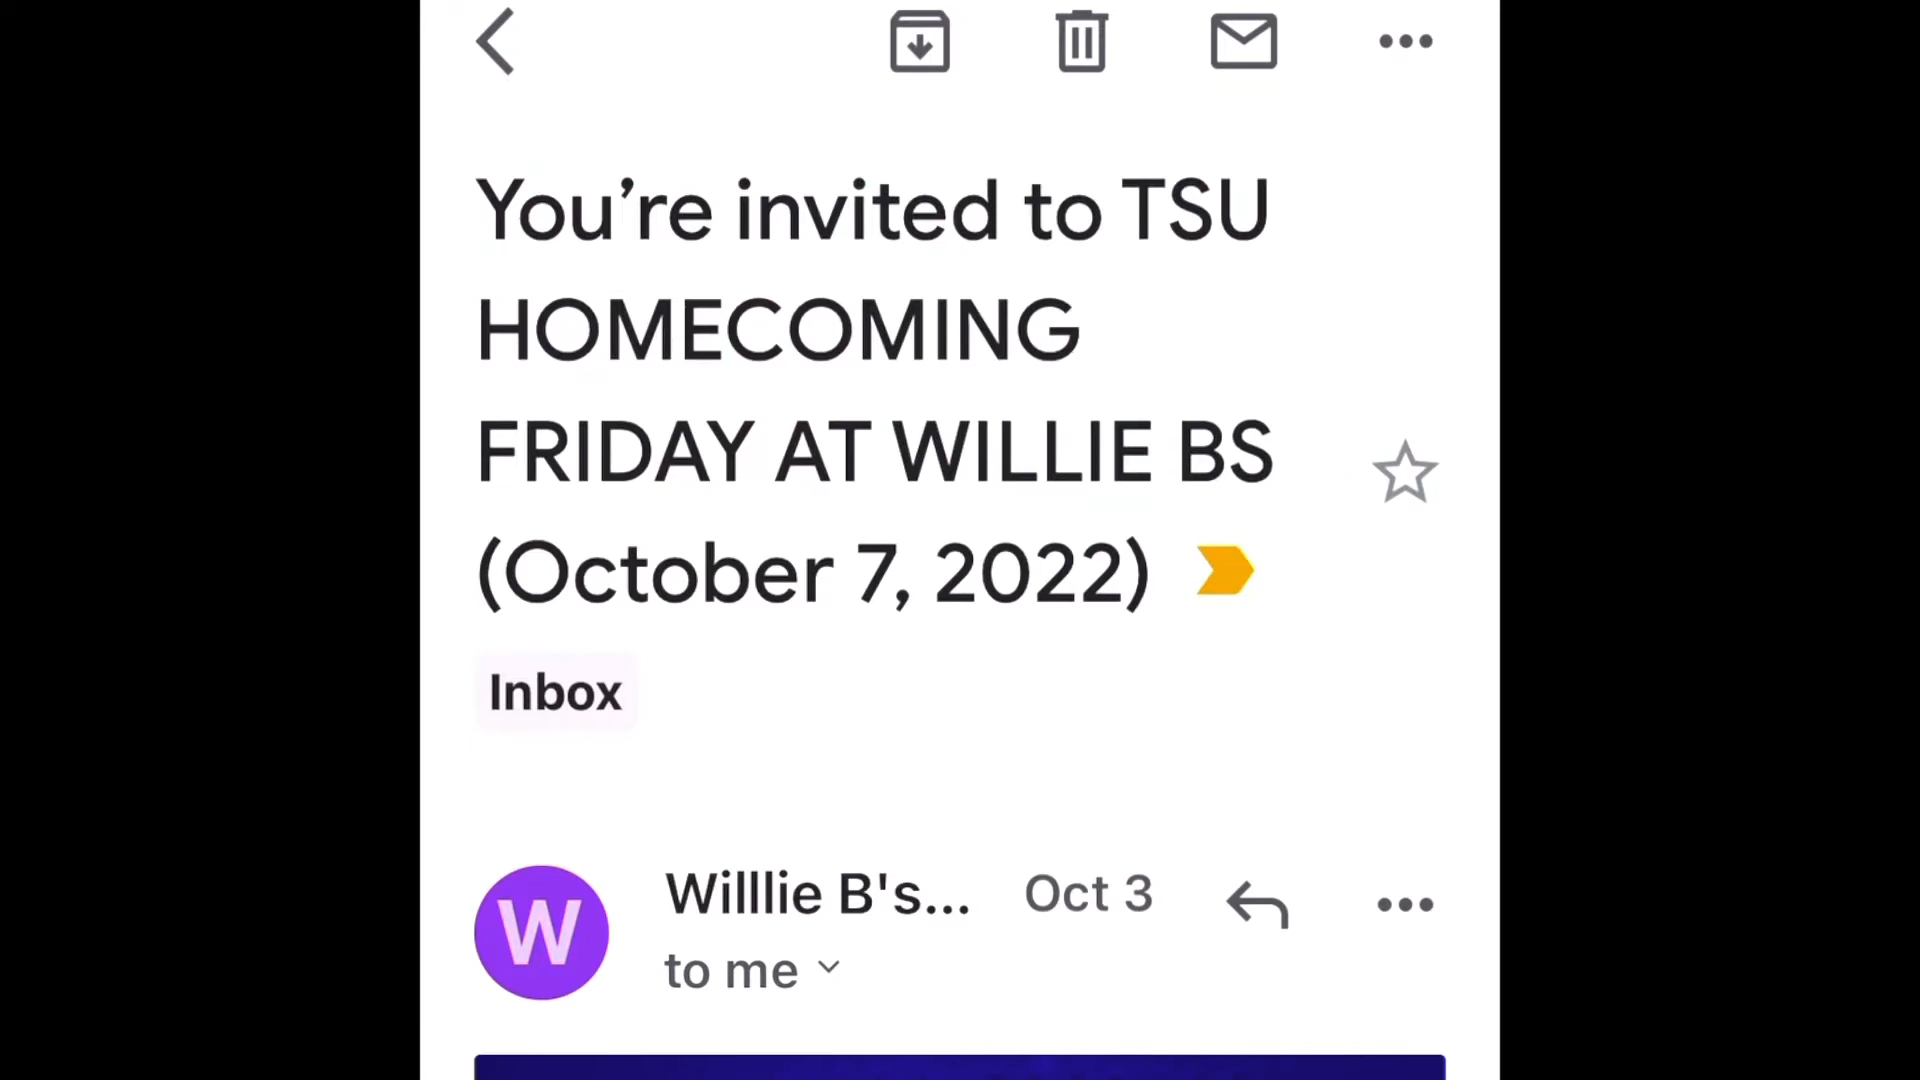 You’re invited to TSU
HOMECOMING
FRIDAY AT WILLIE BS
(October 7, 2022)
Inbox
W
Willlie B's... Oct 3
to me